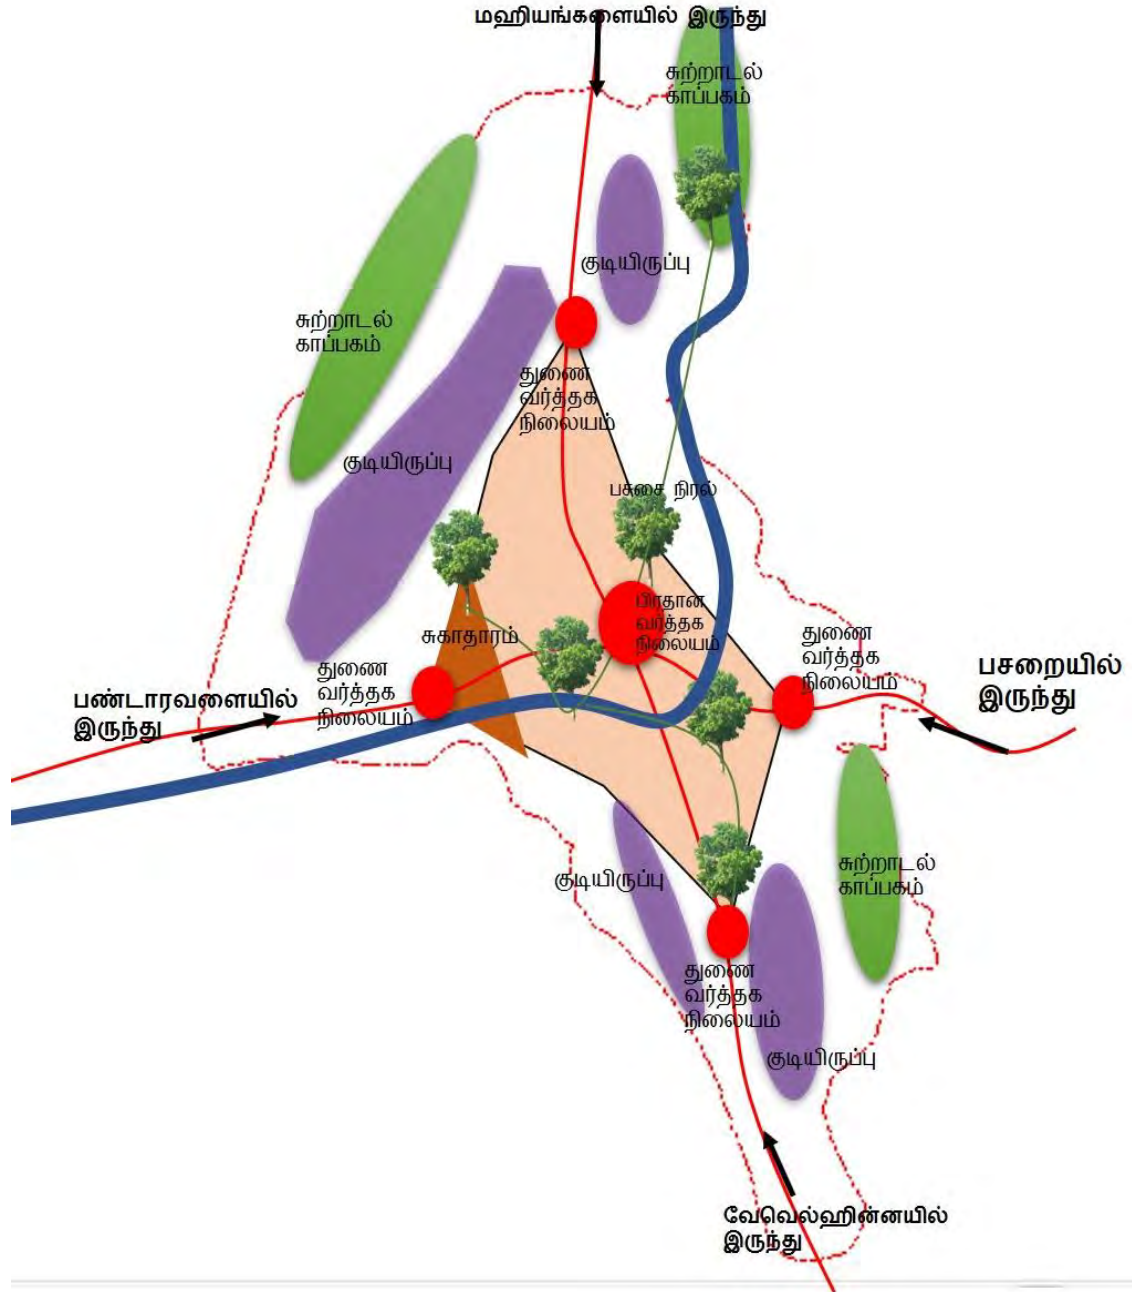 மஹியங்களையில் இருந்து
சுற்றாடல்
காப்பகம்
குடியிருப்பு
சுற்றாடல்
காப்பகம்
துணை
வர்த்தக
நிலையம்
குடியிருப்பு
பசுசை நிரல்
பிரதான
வர்த்தக
நிலையம்
சுகாதாரம்
துணை
வர்த்தக
நிலையம்
துணை
வர்த்தக
நிலையம்
பசறையில்
இருந்து
பண்டாரவளையில்
இருந்து
சுற்றாடல்
காப்பகம்
குடியிருப்பு
துணை
வர்த்தக
நிலையம்
குடியிருப்பு
வேவெல்ஹின்னயில்
இருந்து